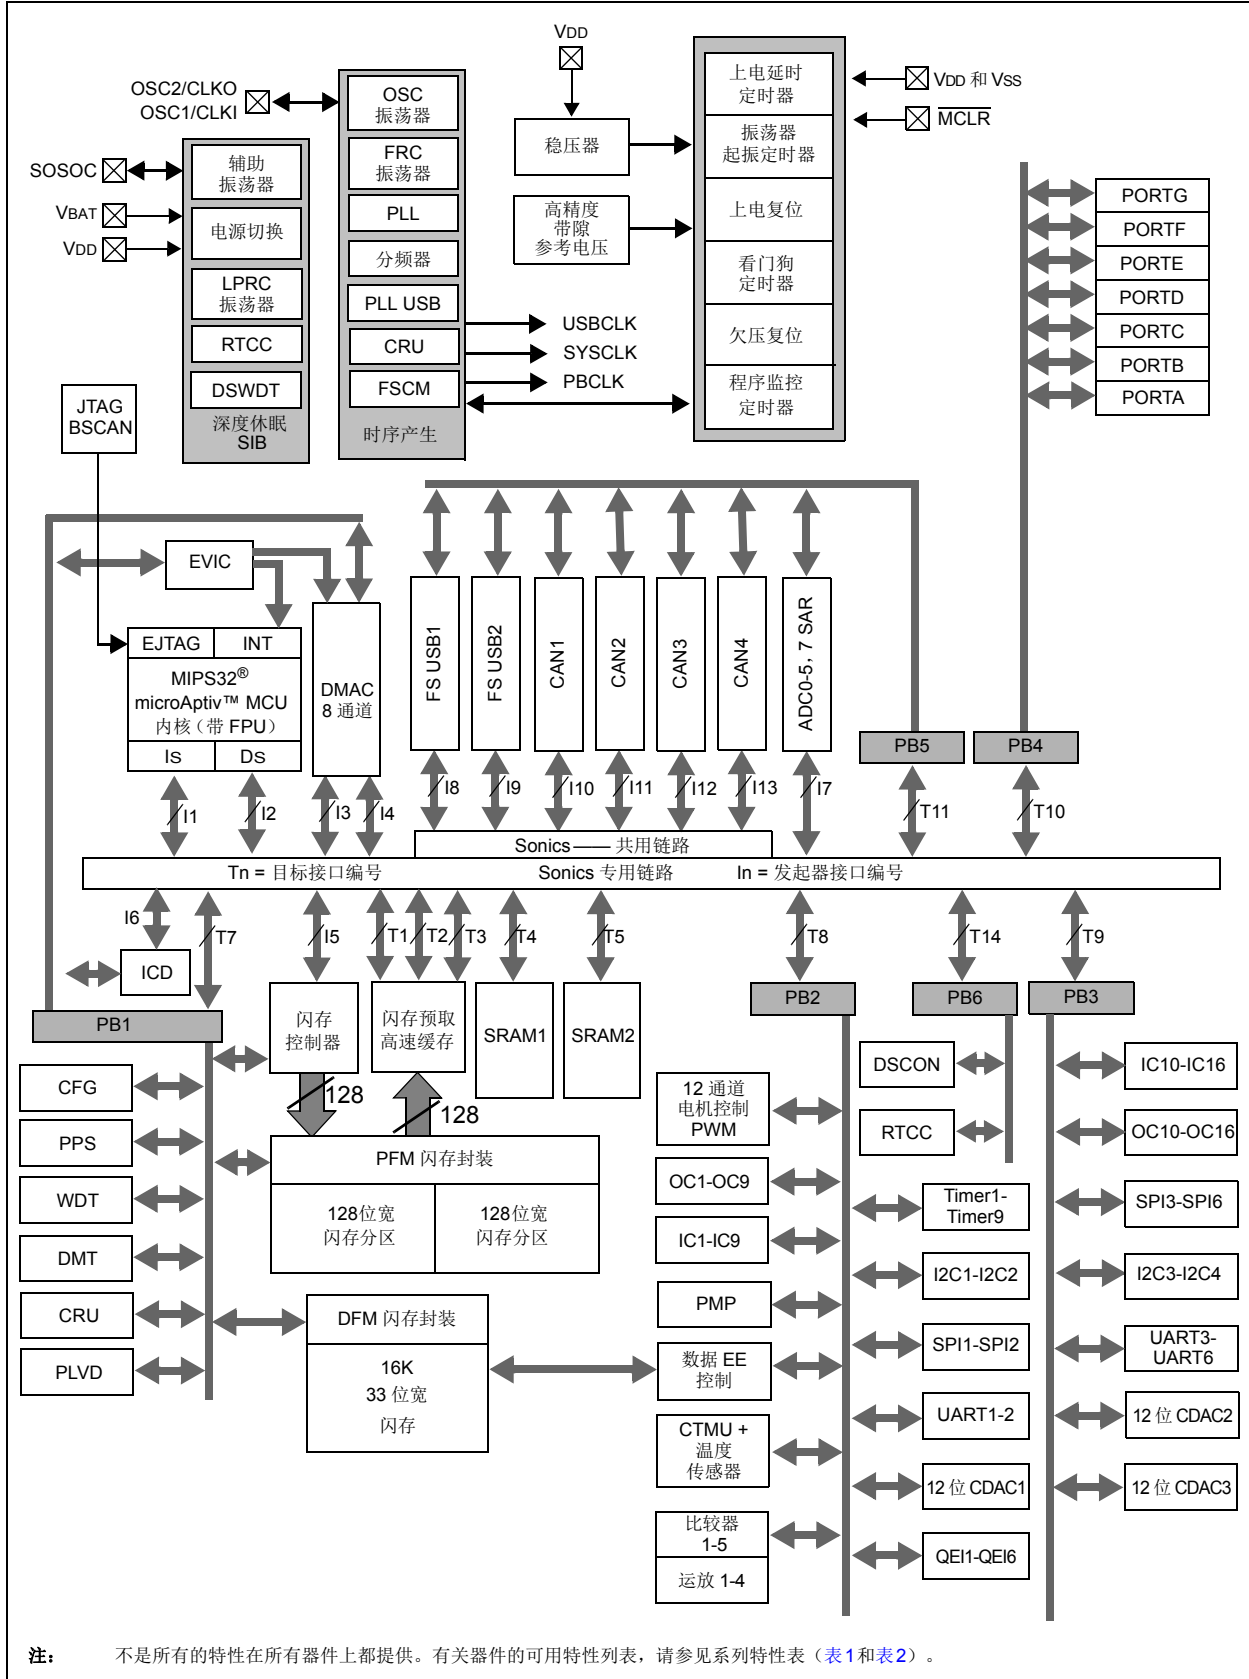 VDD
OSC2/CLKO
OSC1/CLKI
SOSOC
VBAT
VDD
辅助
振荡器
电源切换
LPRC
振荡器
RTCC
DSWDT
深度休眠
SIB
OSC
振荡器
FRC
振荡器
PLL
分频器
PLL USB
CRU
FSCM
时序产生
USBCLK
SYSCLK
PBCLK
稳压器
高精度
带隙
参考电压
上电延时
定时器
振荡器
起振定时器
上电复位
看门狗
定时器
欠压复位
程序监控
定时器
VDD 和 VSS
MCLR
PORTG
PORTF
PORTE
PORTD
PORTC
PORTB
PORTA
JTAG
BSCAN
EVIC
EJTAG
INT
MIPS32®
microAptiv™ MCU
内核（带 FPU）
IS
DS
DMAC
8 通道
FS USB1
FS USB2
CAN1
CAN2
CAN3
CAN4
ADC0-5，7 SAR
PB5
PB4
I1
I2
I3
I4
I8
I9
I10
I11
I12
I13
I7
T11
T10
Sonics —— 共用链路
Tn = 目标接口编号
Sonics 专用链路
In = 发起器接口编号
I6
T7
I5
T1
T2
T3
T4
T5
T8
T14
T9
ICD
PB1
闪存
控制器
闪存预取
高速缓存
SRAM1
SRAM2
PB2
PB6
PB3
128
128
CFG
PPS
WDT
DMT
CRU
PLVD
PFM 闪存封装
128位宽
闪存分区
128位宽
闪存分区
DFM 闪存封装
16K
33 位宽
闪存
12 通道
电机控制
PWM
OC1-OC9
IC1-IC9
PMP
数据 EE
控制
CTMU +
温度
传感器
比较器
1-5
运放 1-4
DSCON
RTCC
Timer1-
Timer9
I2C1-I2C2
SPI1-SPI2
UART1-2
12 位 CDAC1
QEI1-QEI6
IC10-IC16
OC10-OC16
SPI3-SPI6
I2C3-I2C4
UART3-
UART6
12 位 CDAC2
12 位 CDAC3
注： 不是所有的特性在所有器件上都提供。有关器件的可用特性列表，请参见系列特性表（表1和表2）。